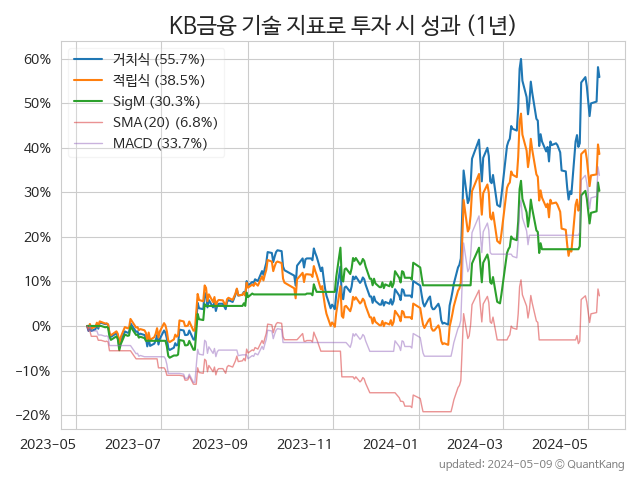 KB금융 기술 지표로 투자 시 성과 (1년)
60%
50%
40%
30%
20%
10%
0%
−10%
−20%
거치식 (55.7%)
적립식 (38.5%)
SigM (30.3%)
SMA(20) (6.8%)
MACD (33.7%)
2023-05
2023-07
2023-09
2023-11
2024-01
2024-03
2024-05
updated: 2024-05-09 © QuantKang